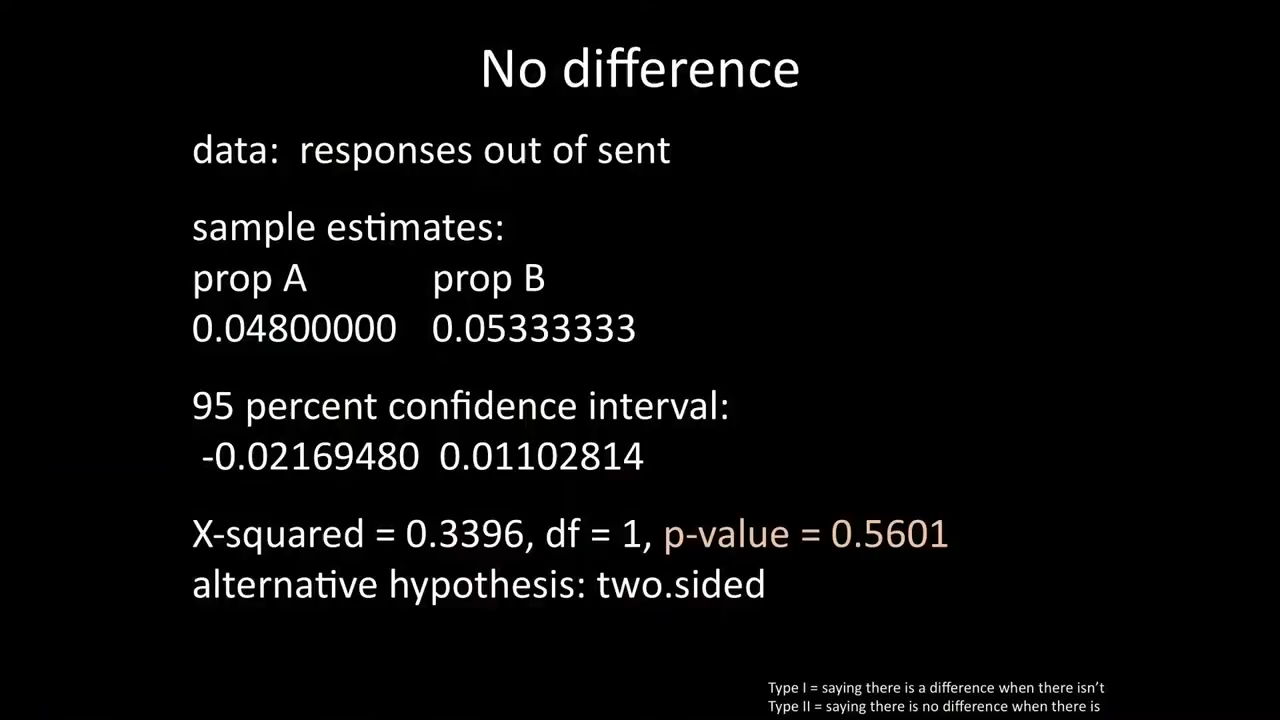 No difference
data:  responses out of sent
sample estimates:
prop A prop B
0.04800000 0.05333333
95 percent confidence interval:
-0.02169480 0.01102814
X-squared = 0.3396, df = 1, p-value = 0.5601
alternative hypothesis: two.sided
Type I = saying there is a difference when there isn't
Type II = saying there is no difference when there is